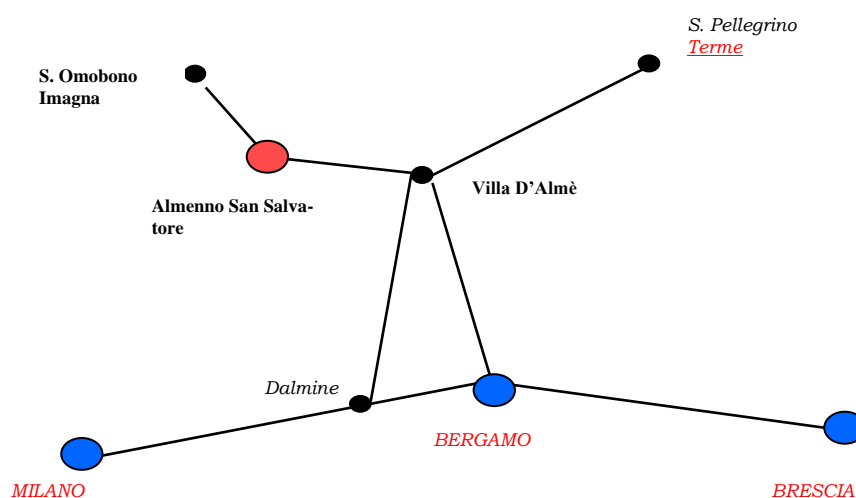 S. Pellegrino
Terme
S. Omobono
Imagna
Villa D'Almè
Almenno San Salva-
tore
Dalmine
BERGAMO
MILANO
BRESCIA